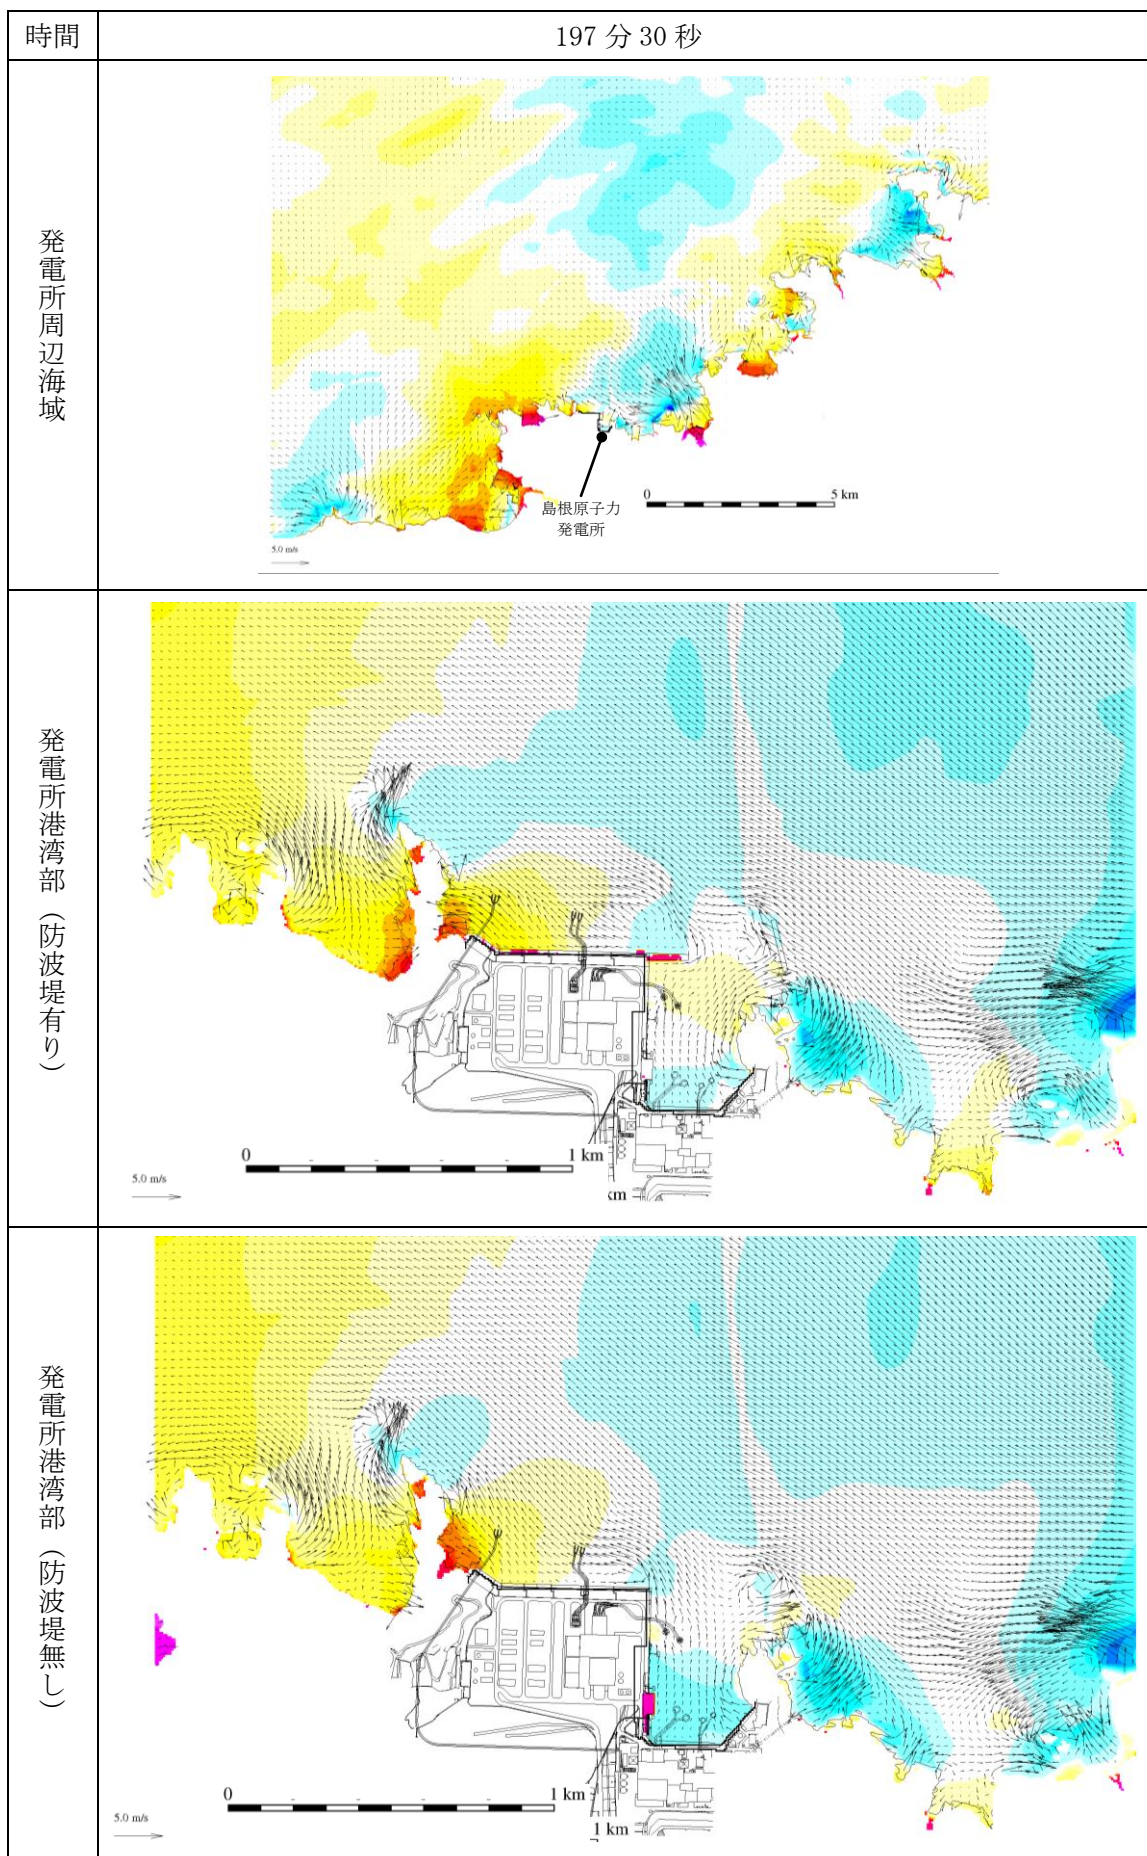 時間
197 分 30 秒
発電所周辺海域
島根原子力
発電所
0
5 km
5.0 m/s
発電所港湾部（防波堤有り）
0
1 km
km
5.0 m/s
発電所港湾部（防波堤無し）
0
1 km
1 km
5.0 m/s